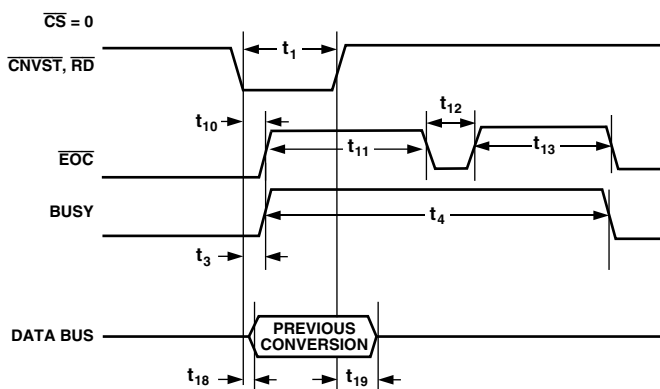 CS = 0
CNVST, RD
t1
t10
t12
EOC
t11
t13
BUSY
t4
t3
DATA BUS
PREVIOUS
CONVERSION
t18
t19